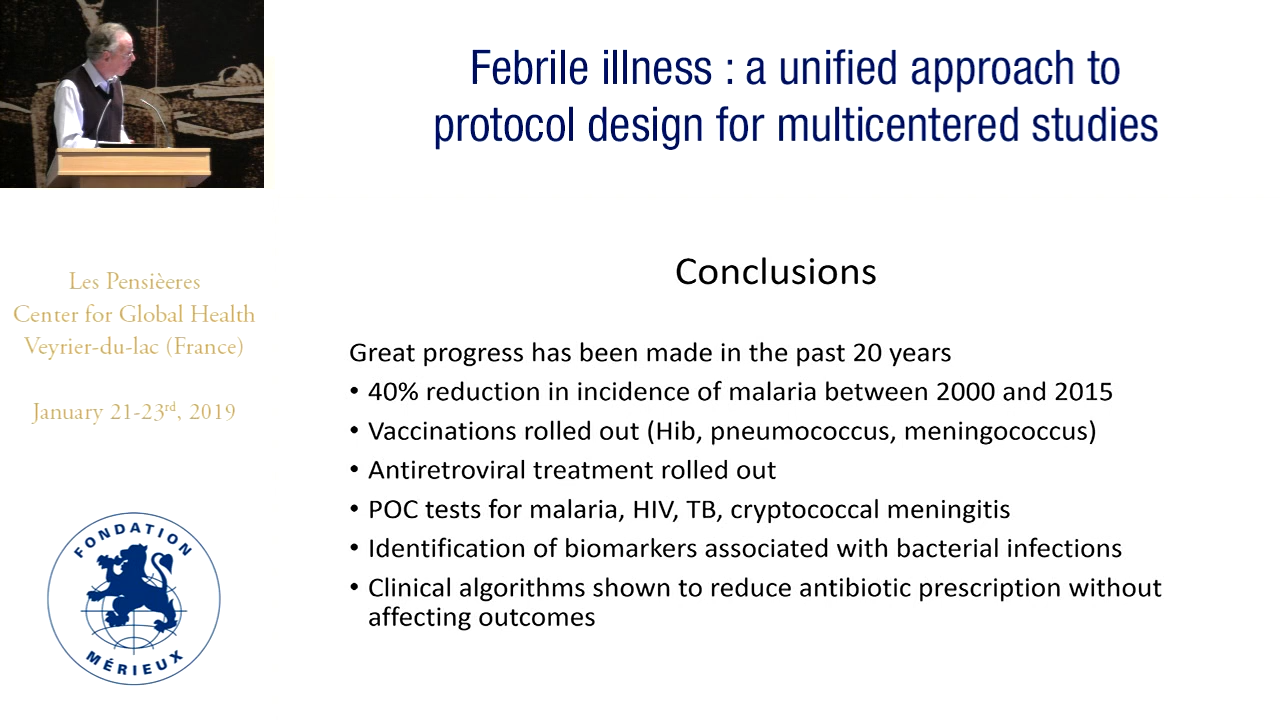 Febrile illness : a unified approach to
protocol design for multicentered studies
Les Pensièeres
Center for Global Health
Veyrier-du-lac (France)
January 21-23rd, 2019
FONDATION
MÉRIEUX
Conclusions
Great progress has been made in the past 20 years
• 40% reduction in incidence of malaria between 2000 and 2015
• Vaccinations rolled out (Hib, pneumococcus, meningococcus)
• Antiretroviral treatment rolled out
• POC tests for malaria, HIV, TB, cryptococcal meningitis
• Identification of biomarkers associated with bacterial infections
• Clinical algorithms shown to reduce antibiotic prescription without
affecting outcomes